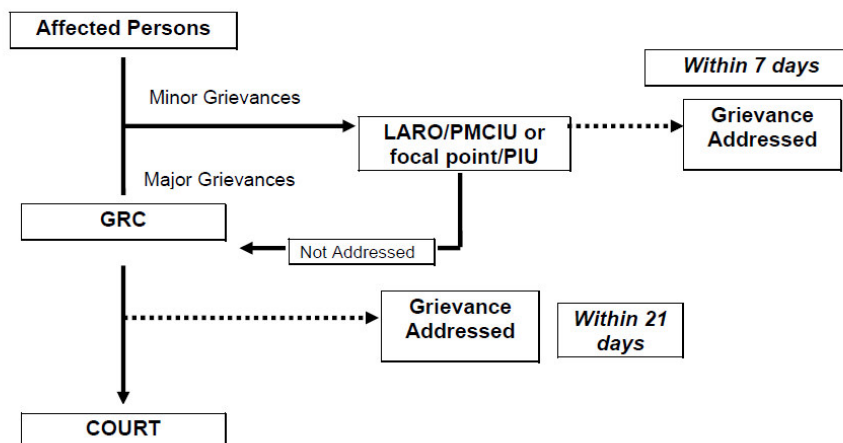 Affected Persons
Within 7 days
Minor Grievances
LARO/PMCIU or
focal point/PIU
Grievance
Addressed
Major Grievances
GRC
Not Addressed
Grievance
Addressed
Within 21
days
COURT